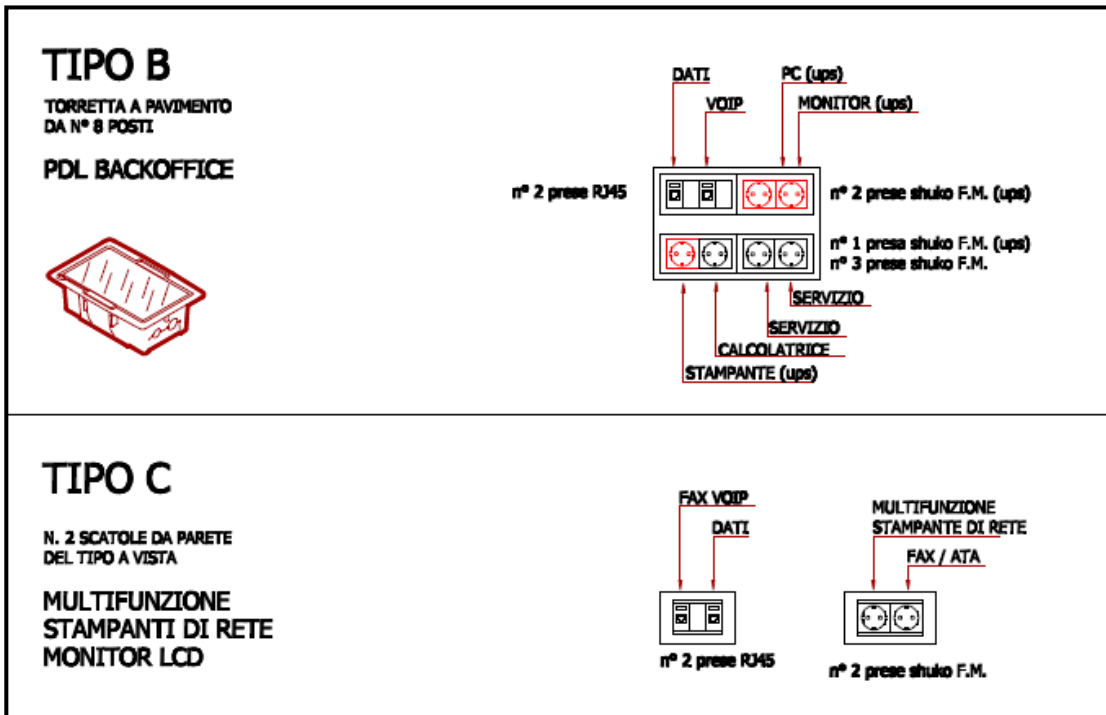 TIPO B
TORRETTA A PAVIMENTO
DA N° 8 POSTI
PDL BACKOFFICE
DATI
PC (ups)
VOIP
MONITOR (ups)
n° 2 prese RJ45
n° 2 prese shuko F.M. (ups)
n° 1 presa shuko F.M. (ups)
n° 3 prese shuko F.M.
SERVIZIO
SERVIZIO
CALCOLATRICE
STAMPANTE (ups)
TIPO C
N. 2 SCATOLE DA PARETE
DEL TIPO A VISTA
MULTIFUNZIONE
STAMPANTI DI RETE
MONITOR LCD
FAX VOIP
DATI
n° 2 prese RJ45
MULTIFUNZIONE
STAMPANTE DI RETE
FAX / ATA
n° 2 prese shuko F.M.